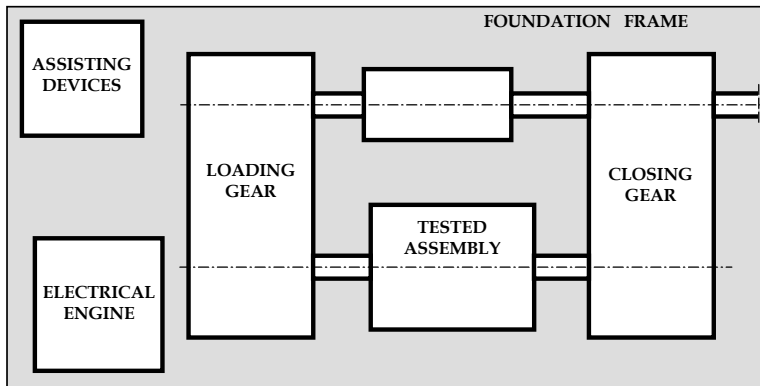 FOUNDATION FRAME
ASSISTING
DEVICES
LOADING
GEAR
CLOSING
GEAR
TESTED
ASSEMBLY
ELECTRICAL
ENGINE